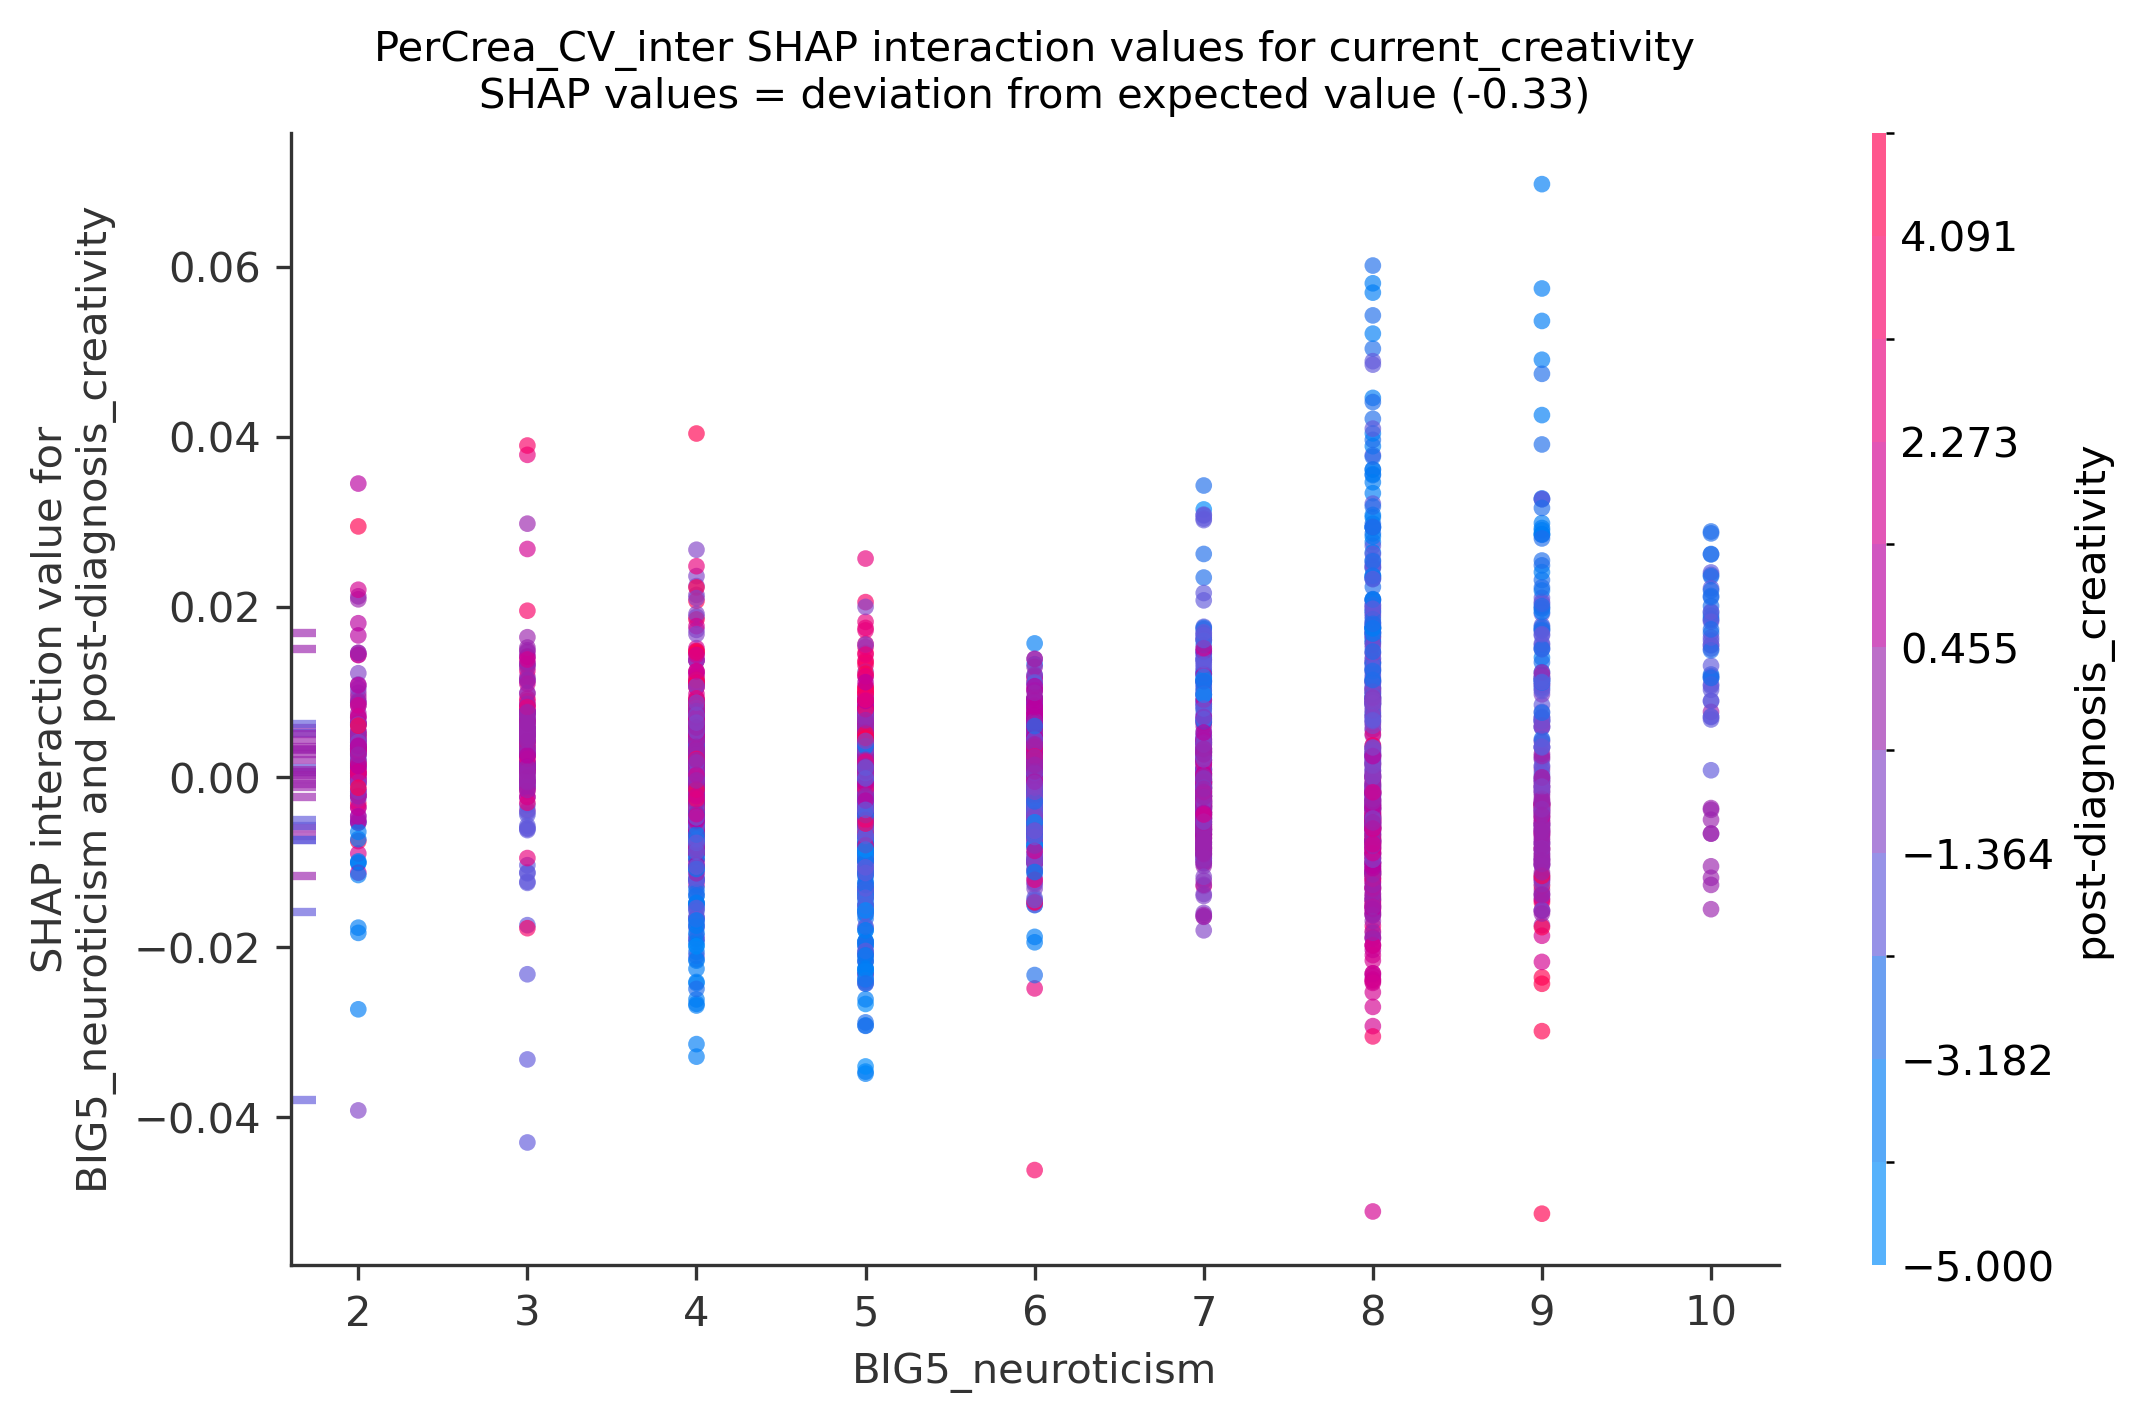 PerCrea_CV_inter SHAP interaction values for current_creativity
SHAP values = deviation from expected value (-0.33)
SHAP interaction value for
BIG5_neuroticism and post-diagnosis_creativity
0.06
0.04
0.02
0.00
−0.02
−0.04
2 3 4 5 6 7 8 9 10
BIG5_neuroticism
4.091
2.273
0.455
−1.364
−3.182
−5.000
post-diagnosis_creativity